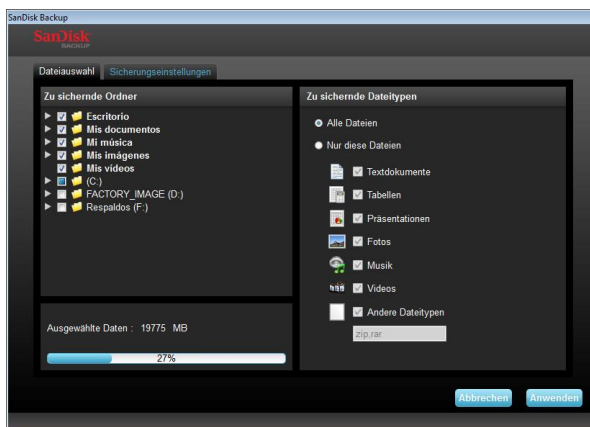 SanDisk Backup
SanDisk
BACKUP
Dateiauswahl
Sicherungseinstellungen
Zu sichernde Ordner
Escritorio
Mis documentos
Mi música
Mis imágenes
Mis vídeos
(C:)
FACTORY_IMAGE (D:)
Respaldos (F:)
Ausgewählte Daten : 19775 MB
27%
Zu sichernde Dateitypen
Alle Dateien
Nur diese Dateien
Textdokumente
Tabellen
Präsentationen
Fotos
Musik
Videos
Andere Dateitypen
zip,rar
Abbrechen
Anwenden